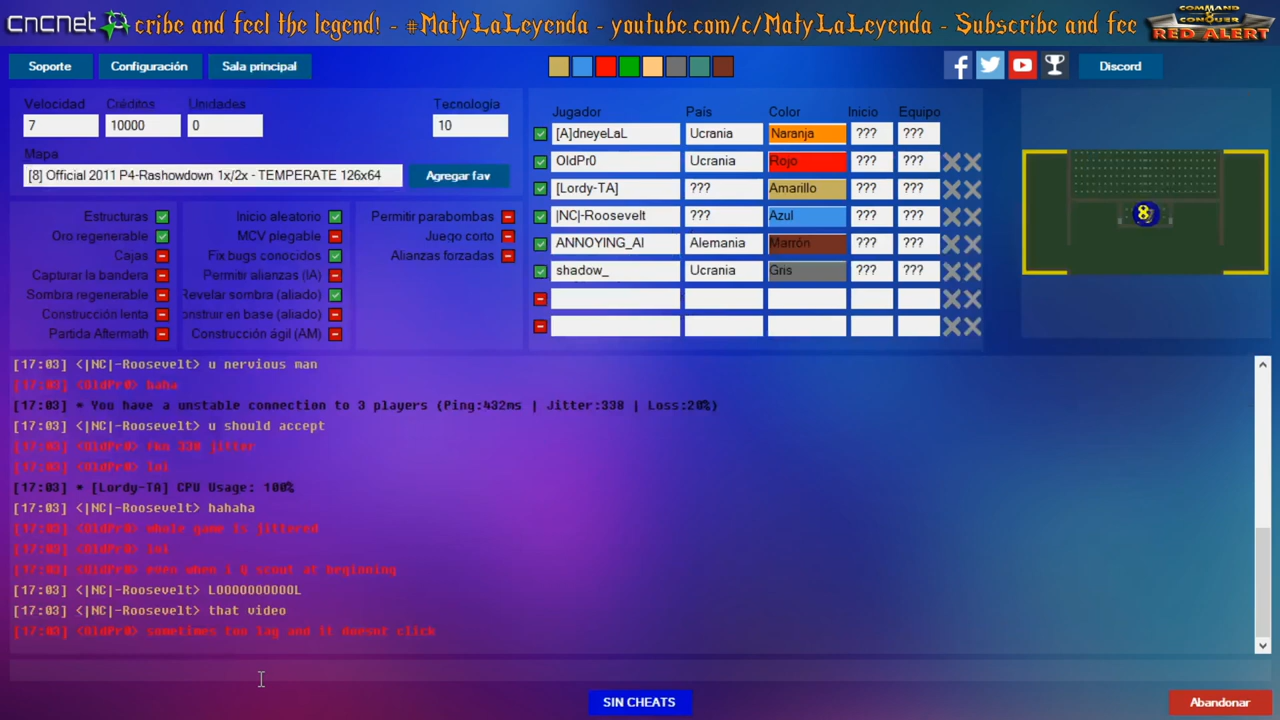 cncnet
cribe and feel the legend! - #MatyLaLeyenda - youtube.com/c/MatyLaLeyenda - Subscribe and fee
COMMAND & CONQUER
RED ALERT
Soporte Configuración Sala principal
Discord
Velocidad Créditos Unidades Tecnología
7 10000 0 10
Mapa
[8] Official 2011 P4-Rashowdown 1x/2x - TEMPERATE 126x64 Agregar fav
Estructuras Inicio aleatorio Permitir parabombas
Oro regenerable MCV plegable Juego corto
Cajas Fix bugs conocidos Alianzas forzadas
Capturar la bandera Permitir alianzas (IA)
Sombra regenerable Revelar sombra (aliado)
Construcción lenta onstruir en base (aliado)
Partida Aftermath Construcción ágil (AM)
Jugador País Color Inicio Equipo
[A]dneyeLaL Ucrania Naranja ??? ???
OldPr0 Ucrania Rojo ??? ???
[Lordy-TA] ??? Amarillo ??? ???
|NC|-Roosevelt ??? Azul ??? ???
ANNOYING_AI Alemania Marrón ??? ???
shadow_ Ucrania Gris ??? ???
8
[17:03] <|NC|-Roosevelt> u nervious man
[17:03] <OldPr0> haha
[17:03] * You have a unstable connection to 3 players (Ping:432ms | Jitter:338 | Loss:20%)
[17:03] <|NC|-Roosevelt> u should accept
[17:03] <OldPr0> fkn 330 jitter
[17:03] <OldPr0> lol
[17:03] * [Lordy-TA] CPU Usage: 100%
[17:03] <|NC|-Roosevelt> hahaha
[17:03] <OldPr0> whole game is jittered
[17:03] <OldPr0> lol
[17:03] <OldPr0> even when i Q scout at beginning
[17:03] <|NC|-Roosevelt> LOOOOOOOOOOL
[17:03] <|NC|-Roosevelt> that video
[17:03] <OldPr0> sometimes too lag and it doesnt click
SIN CHEATS
Abandonar